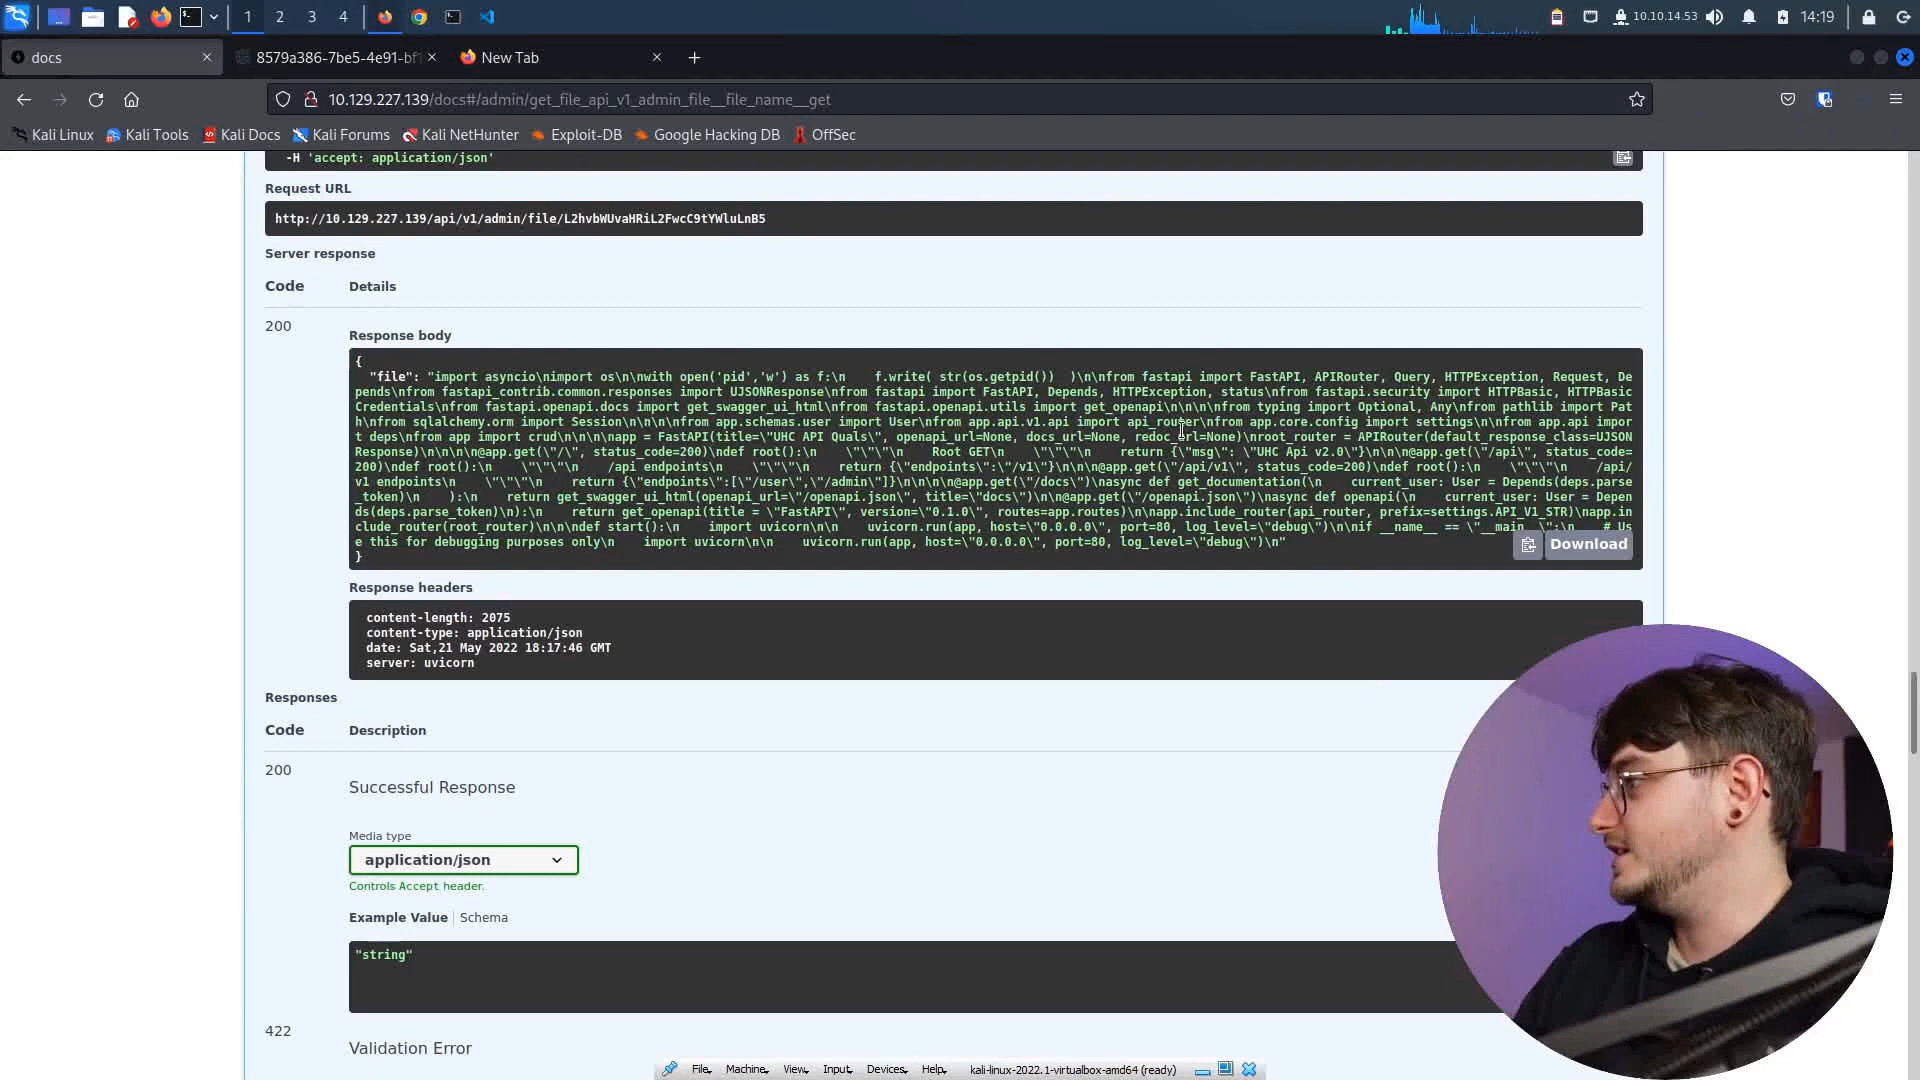 1 2 3 4 10.10.14.53 14:19
docs 8579a386-7be5-4e91-bf New Tab
10.129.227.139/docs#/admin/get_file_api_v1_admin_file__file_name__get
Kali Linux Kali Tools Kali Docs Kali Forums Kali NetHunter Exploit-DB Google Hacking DB OffSec
-H 'accept: application/json'
Request URL
http://10.129.227.139/api/v1/admin/file/L2hvbWUvaHRiL2FwcC9tYWluLnB5
Server response
Code Details
200
Response body
{
"file": "import asyncio\nimport os\n\nwith open('pid','w') as f:\n    f.write( str(os.getpid())  )\n\nfrom fastapi import FastAPI, APIRouter, Query, HTTPException, Request, De
pends\nfrom fastapi_contrib.common.responses import UJSONResponse\nfrom fastapi import FastAPI, Depends, HTTPException, status\nfrom fastapi.security import HTTPBasic, HTTPBasic
Credentials\nfrom fastapi.openapi.docs import get_swagger_ui_html\nfrom fastapi.openapi.utils import get_openapi\n\n\n\nfrom typing import Optional, Any\nfrom pathlib import Pat
h\nfrom sqlalchemy.orm import Session\n\n\n\nfrom app.schemas.user import User\nfrom app.api.v1.api import api_router\nfrom app.core.config import settings\n\nfrom app.api impor
t deps\nfrom app import crud\n\n\n\napp = FastAPI(title=\"UHC API Quals\", openapi_url=None, docs_url=None, redoc_url=None)\nroot_router = APIRouter(default_response_class=UJSON
Response)\n\n\n\n@app.get(\"/\", status_code=200)\ndef root():\n    \"\"\"\n    Root GET\n    \"\"\"\n    return {\"msg\": \"UHC Api v2.0\"}\n\n\n@app.get(\"/api\", status_code=
200)\ndef root():\n    \"\"\"\n    /api endpoints\n    \"\"\"\n    return {\"endpoints\":\"/v1\"}\n\n\n@app.get(\"/api/v1\", status_code=200)\ndef root():\n    \"\"\"\n    /api/
v1 endpoints\n    \"\"\"\n    return {\"endpoints\":[\"/user\",\"/admin\"]}\n\n\n\n@app.get(\"/docs\")\nasync def get_documentation(\n    current_user: User = Depends(deps.parse
_token)\n    ):\n    return get_swagger_ui_html(openapi_url=\"/openapi.json\", title=\"docs\")\n\n@app.get(\"/openapi.json\")\nasync def openapi(\n    current_user: User = Depen
ds(deps.parse_token)\n):\n    return get_openapi(title = \"FastAPI\", version=\"0.1.0\", routes=app.routes)\n\napp.include_router(api_router, prefix=settings.API_V1_STR)\napp.in
clude_router(root_router)\n\n\ndef start():\n    import uvicorn\n\n    uvicorn.run(app, host=\"0.0.0.0\", port=80, log_level=\"debug\")\n\nif __name__ == \"__main__\":\n    # Us
e this for debugging purposes only\n    import uvicorn\n\n    uvicorn.run(app, host=\"0.0.0.0\", port=80, log_level=\"debug\")\n"
Download
}
Response headers
content-length: 2075
content-type: application/json
date: Sat,21 May 2022 18:17:46 GMT
server: uvicorn
Responses
Code Description
200
Successful Response
Media type
application/json
Controls Accept header.
Example Value Schema
"string"
422
Validation Error
File Machine View Input Devices Help kali-linux-2022.1-virtualbox-amd64 (ready)